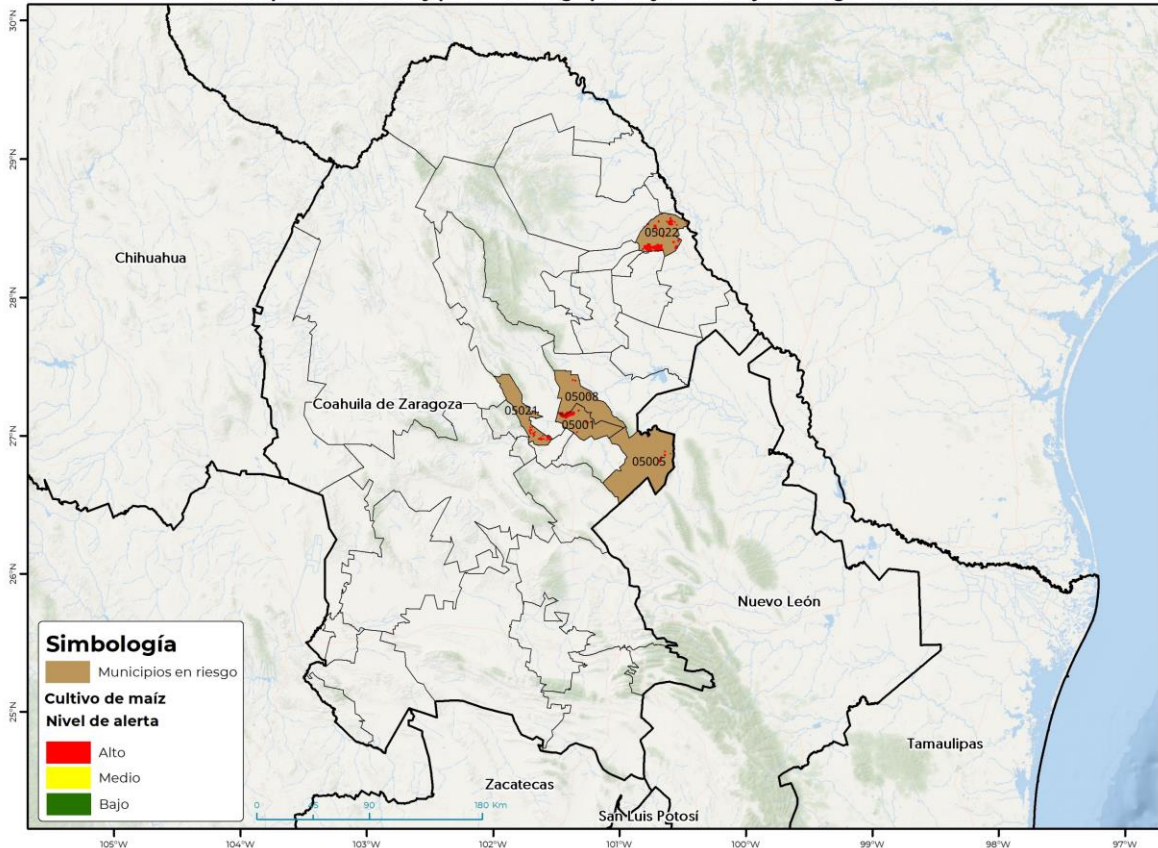 30°N
29°N
28°N
27°N
26°N
25°N
Chihuahua
Coahuila de Zaragoza
05022
05008
05021
05001
05005
Nuevo León
Tamaulipas
Zacatecas
San Luis Potosí
Simbología
Municipios en riesgo
Cultivo de maíz
Nivel de alerta
Alto
Medio
Bajo
0 45 90 180 Km
105°W 104°W 103°W 102°W 101°W 100°W 99°W 98°W 97°W